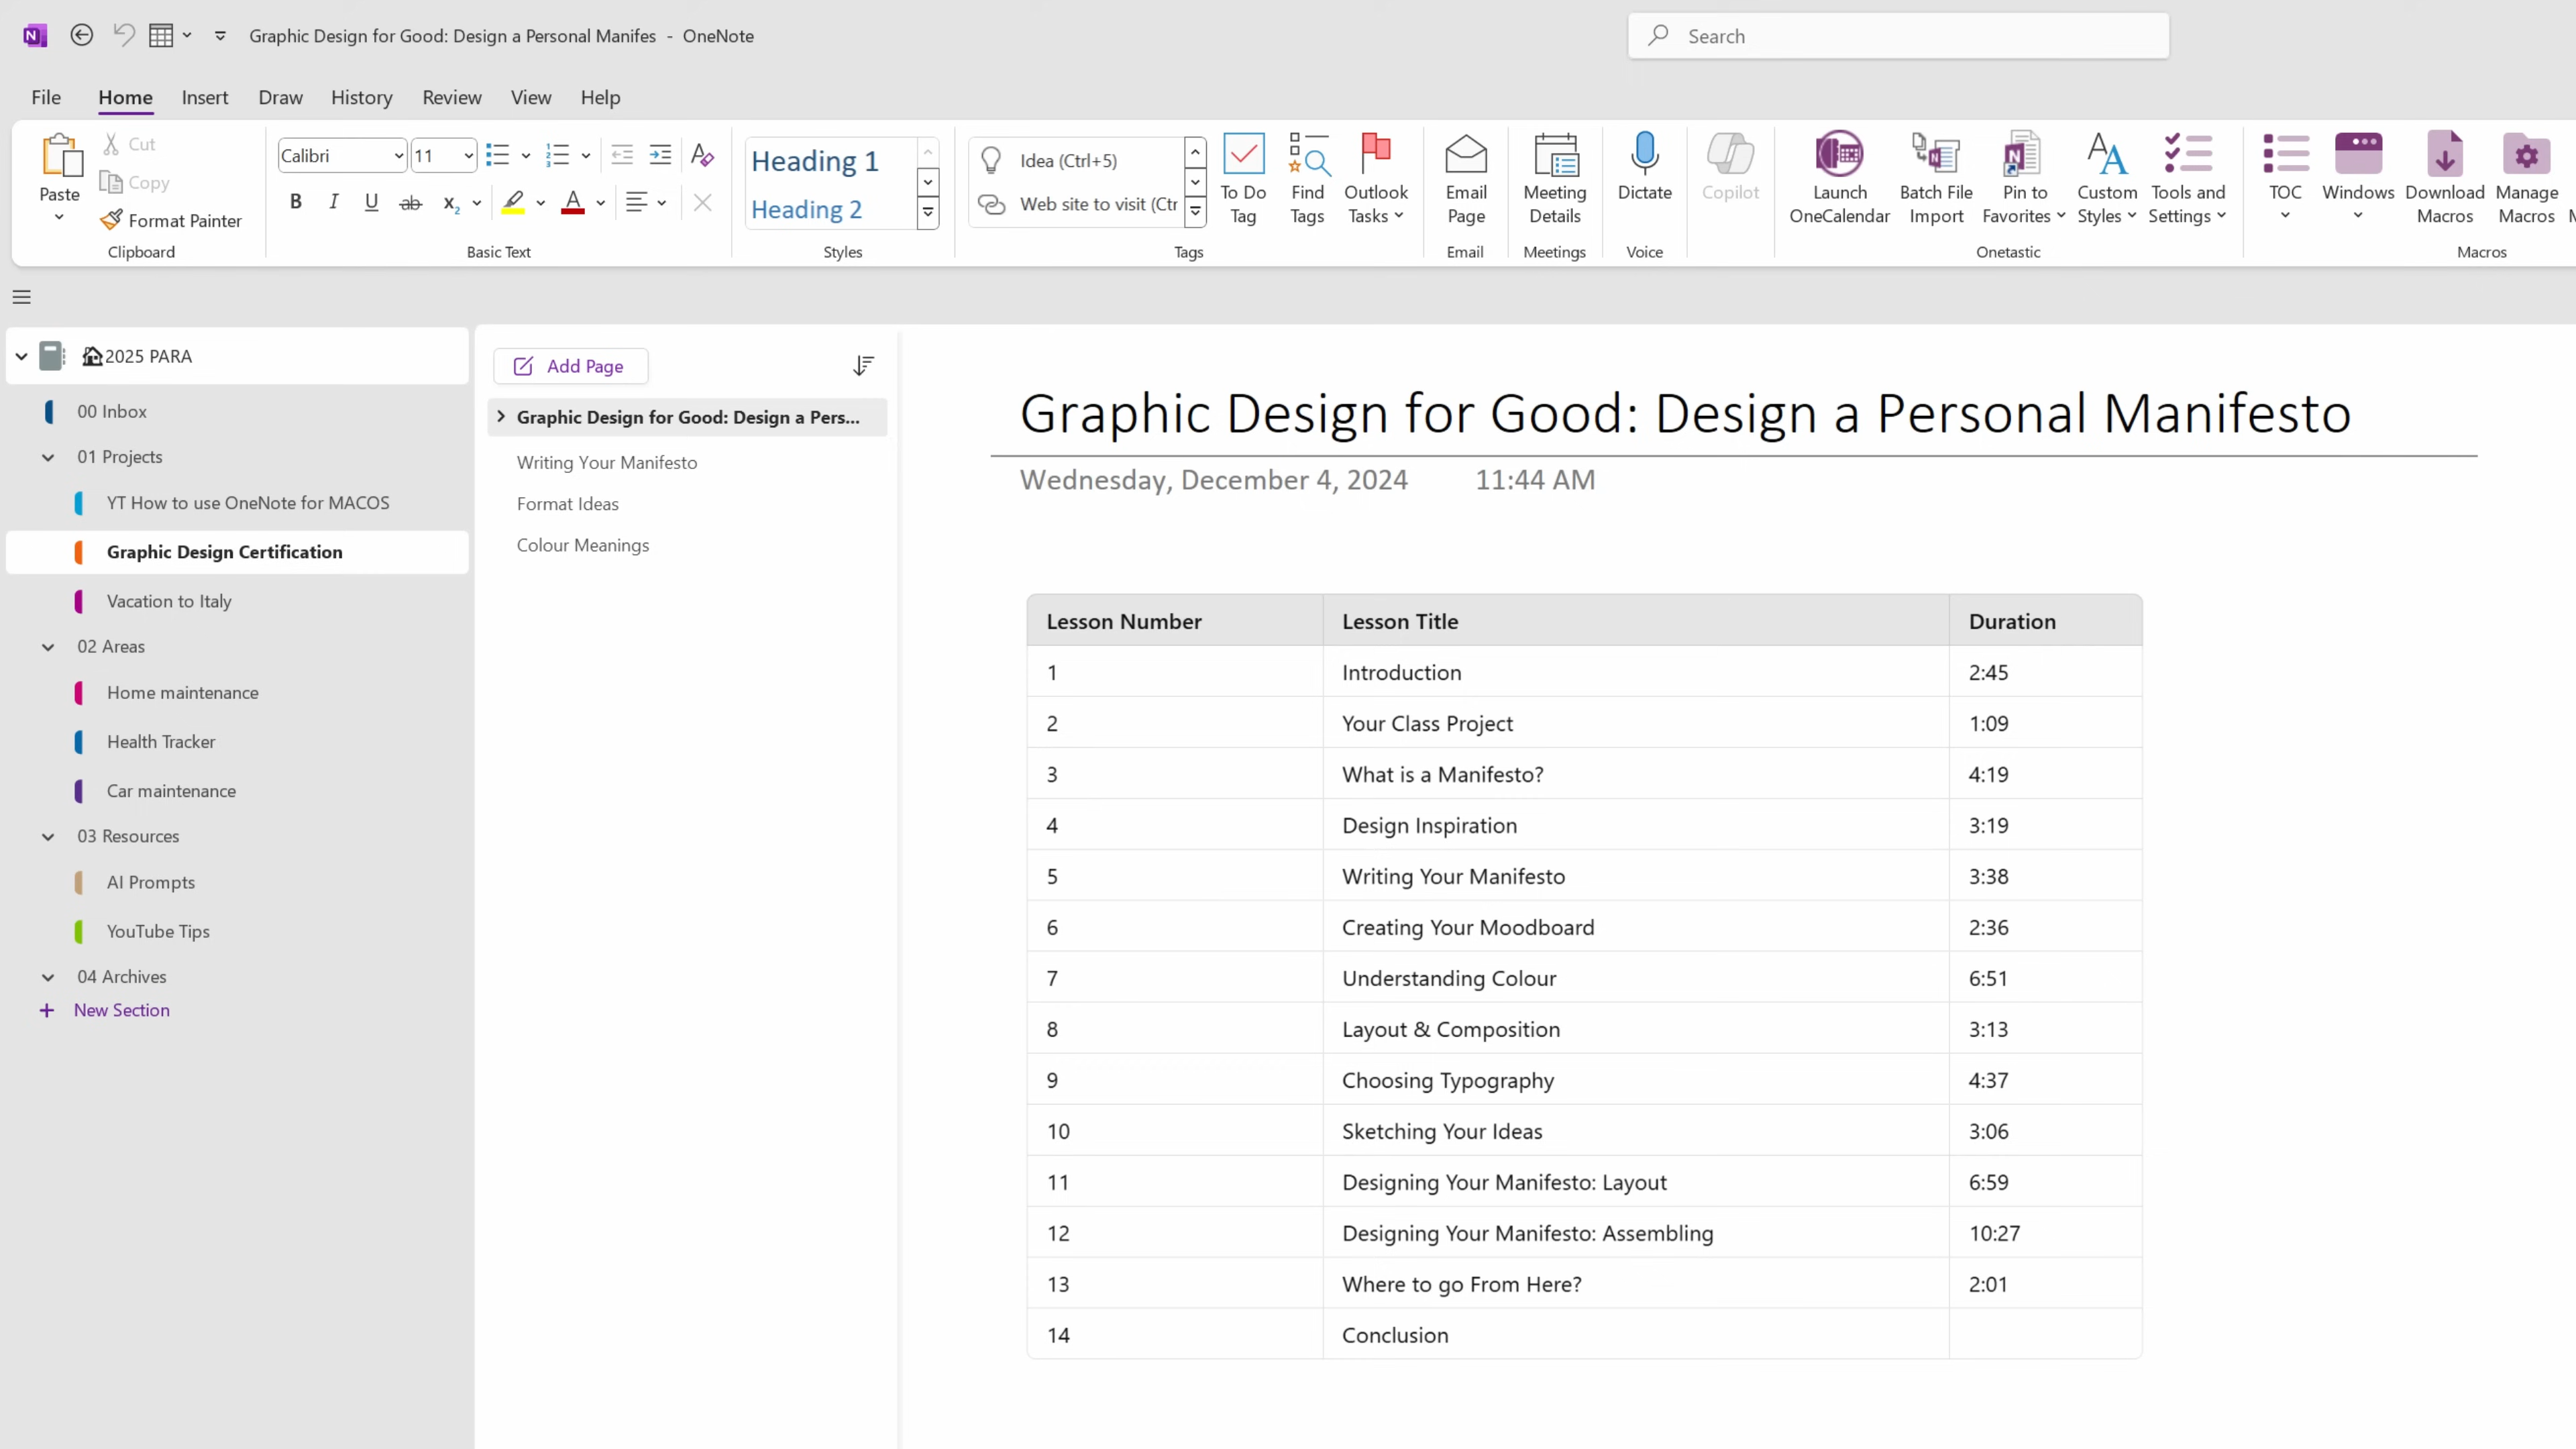 Graphic Design for Good: Design a Personal Manifes - OneNote
Search
File Home Insert Draw History Review View Help
Paste
Cut
Copy
Format Painter
Clipboard
Calibri 11
B I U ab x2 A
Basic Text
Heading 1
Heading 2
Styles
Idea (Ctrl+5)
Web site to visit (Ctr
To Do Tag
Find Tags
Outlook Tasks
Tags
Email Page
Email
Meeting Details
Meetings
Dictate
Voice
Copilot
Launch OneCalendar
Batch File Import
Pin to Favorites
Custom Styles
Tools and Settings
Onetastic
TOC
Windows
Download Macros
Manage Macros
Macros
2025 PARA
00 Inbox
01 Projects
YT How to use OneNote for MACOS
Graphic Design Certification
Vacation to Italy
02 Areas
Home maintenance
Health Tracker
Car maintenance
03 Resources
AI Prompts
YouTube Tips
04 Archives
New Section
Add Page
Graphic Design for Good: Design a Pers...
Writing Your Manifesto
Format Ideas
Colour Meanings
Graphic Design for Good: Design a Personal Manifesto
Wednesday, December 4, 2024 11:44 AM
Lesson Number Lesson Title Duration
1 Introduction 2:45
2 Your Class Project 1:09
3 What is a Manifesto? 4:19
4 Design Inspiration 3:19
5 Writing Your Manifesto 3:38
6 Creating Your Moodboard 2:36
7 Understanding Colour 6:51
8 Layout & Composition 3:13
9 Choosing Typography 4:37
10 Sketching Your Ideas 3:06
11 Designing Your Manifesto: Layout 6:59
12 Designing Your Manifesto: Assembling 10:27
13 Where to go From Here? 2:01
14 Conclusion